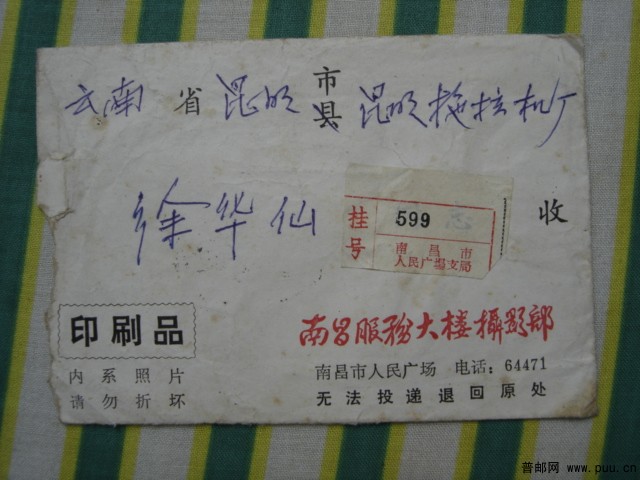 云南 省 昆明 市县 昆明拖拉机厂
徐华仙 收
挂号 599
南昌市
人民广场支局
印刷品
内系照片
请勿折坏
南昌服务大楼摄影部
南昌市人民广场 电话：64471
无法投递退回原处
普邮网 www.puu.cn